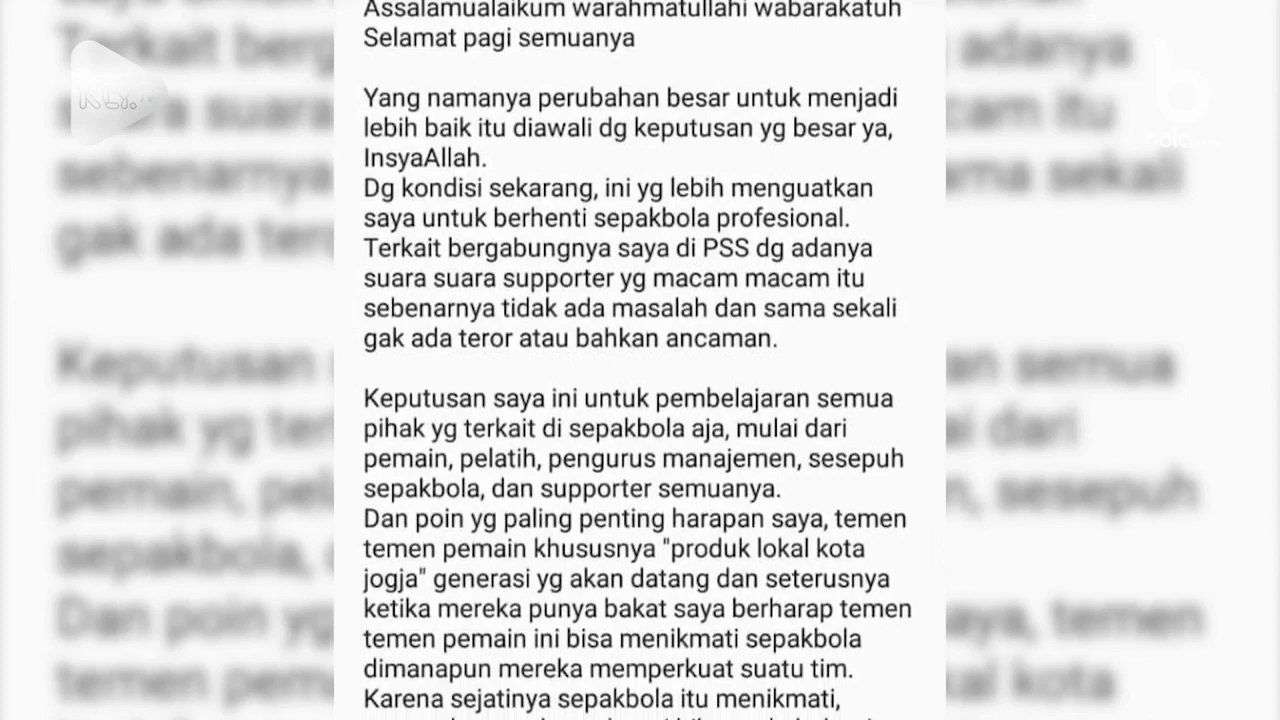 Assalamualaikum warahmatullahi wabarakatuh
Selamat pagi semuanya
Yang namanya perubahan besar untuk menjadi
lebih baik itu diawali dg keputusan yg besar ya,
InsyaAllah.
Dg kondisi sekarang, ini yg lebih menguatkan
saya untuk berhenti sepakbola profesional.
Terkait bergabungnya saya di PSS dg adanya
suara suara supporter yg macam macam itu
sebenarnya tidak ada masalah dan sama sekali
gak ada teror atau bahkan ancaman.
Keputusan saya ini untuk pembelajaran semua
pihak yg terkait di sepakbola aja, mulai dari
pemain, pelatih, pengurus manajemen, sesepuh
sepakbola, dan supporter semuanya.
Dan poin yg paling penting harapan saya, temen
temen pemain khususnya "produk lokal kota
jogja" generasi yg akan datang dan seterusnya
ketika mereka punya bakat saya berharap temen
temen pemain ini bisa menikmati sepakbola
dimanapun mereka memperkuat suatu tim.
Karena sejatinya sepakbola itu menikmati,